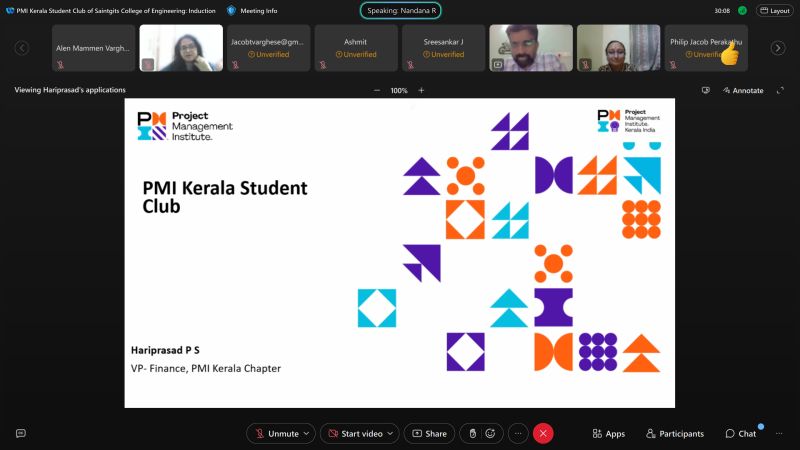 PMI Kerala Student Club of Saintgits College of Engineering: Induction
Meeting Info
Speaking: Nandana R
30:08
Layout
Alen Mammen Vargh...
Jacobtvarghese@gm...
Unverified
Ashmit
Unverified
Sreesankar J
Unverified
Philip Jacob Perakathu
Unverified
Viewing Hariprasad's applications
100%
Annotate
Project
Management
Institute.
Project
Management
Institute.
Kerala India
PMI Kerala Student
Club
Hariprasad P S
VP- Finance, PMI Kerala Chapter
Unmute
Start video
Share
Apps
Participants
Chat